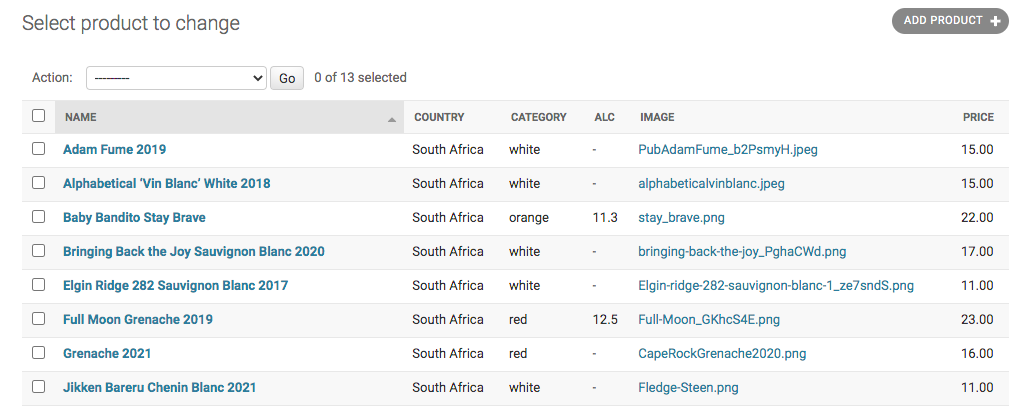 Select product to change
ADD PRODUCT +
Action: --------- Go 0 of 13 selected
NAME COUNTRY CATEGORY ALC IMAGE PRICE
Adam Fume 2019 South Africa white - PubAdamFume_b2PsmyH.jpeg 15.00
Alphabetical ‘Vin Blanc’ White 2018 South Africa white - alphabeticalvinblanc.jpeg 15.00
Baby Bandito Stay Brave South Africa orange 11.3 stay_brave.png 22.00
Bringing Back the Joy Sauvignon Blanc 2020 South Africa white - bringing-back-the-joy_PghaCWd.png 17.00
Elgin Ridge 282 Sauvignon Blanc 2017 South Africa white - Elgin-ridge-282-sauvignon-blanc-1_ze7sndS.png 11.00
Full Moon Grenache 2019 South Africa red 12.5 Full-Moon_GKhcS4E.png 23.00
Grenache 2021 South Africa red - CapeRockGrenache2020.png 16.00
Jikken Bareru Chenin Blanc 2021 South Africa white - Fledge-Steen.png 11.00